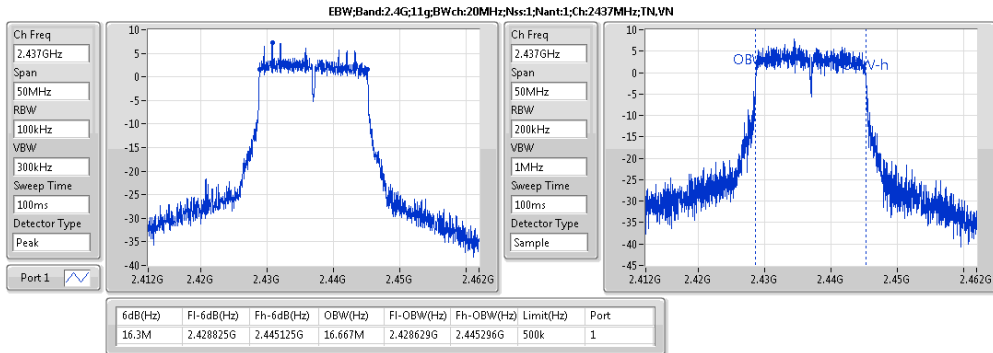 EBW;Band:2.4G;11g;BWch:20MHz;Nss:1;Nant:1;Ch:2437MHz;TN,VN
Ch Freq
2.437GHz
Span
50MHz
RBW
100kHz
VBW
300kHz
Sweep Time
100ms
Detector Type
Peak
Port 1
10
5
0
-5
-10
-15
-20
-25
-30
-35
-40
2.412G 2.42G 2.43G 2.44G 2.45G 2.462G
Ch Freq
2.437GHz
Span
50MHz
RBW
200kHz
VBW
1MHz
Sweep Time
100ms
Detector Type
Sample
10
5
0
-5
-10
-15
-20
-25
-30
-35
-40
-45
2.412G 2.42G 2.43G 2.44G 2.45G 2.462G
6dB(Hz) Fl-6dB(Hz) Fh-6dB(Hz) OBW(Hz) Fl-OBW(Hz) Fh-OBW(Hz) Limit(Hz) Port
16.3M 2.428825G 2.445125G 16.667M 2.428629G 2.445296G 500k 1